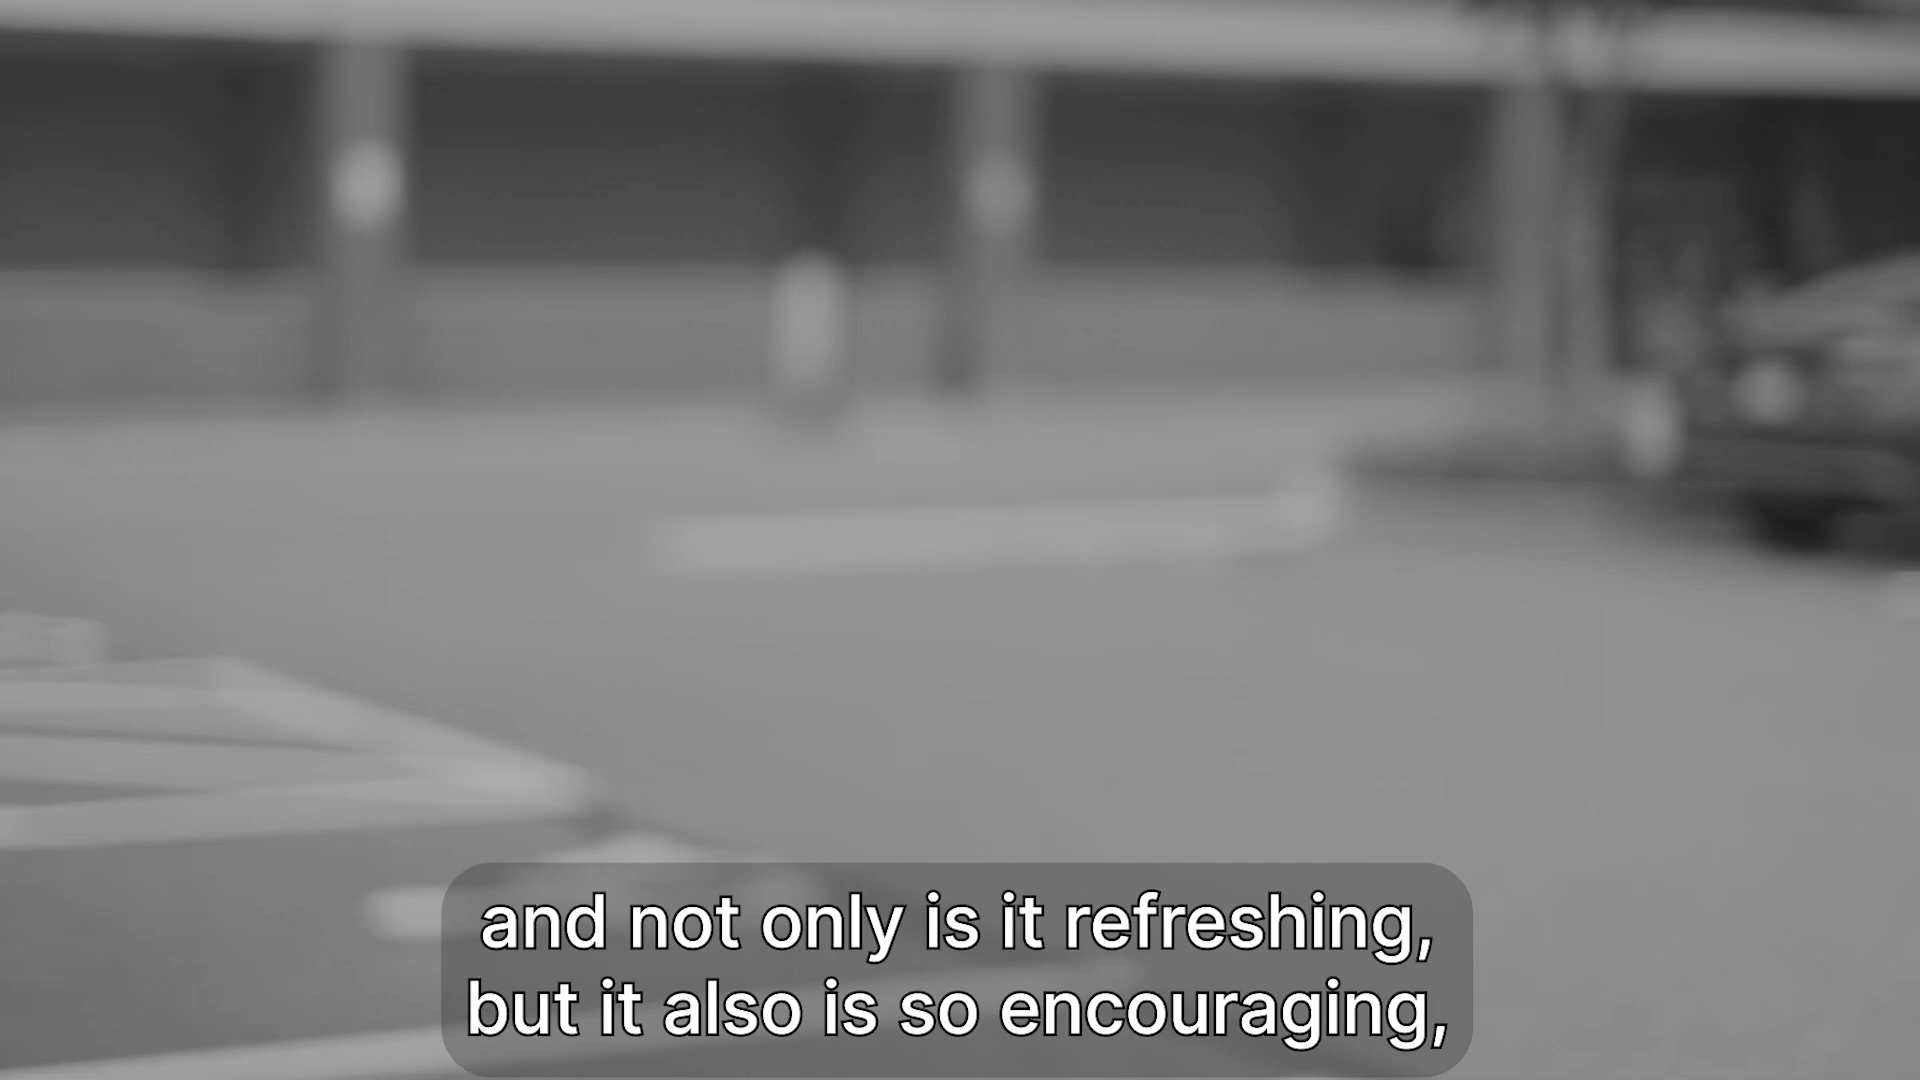 and not only is it refreshing,
but it also is so encouraging,